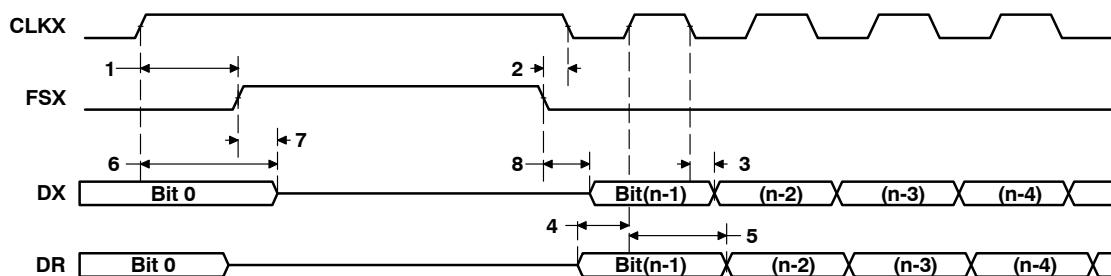 CLKX
1 2
FSX
7
6 8 3
DX Bit 0 Bit(n-1) (n-2) (n-3) (n-4)
4 5
DR Bit 0 Bit(n-1) (n-2) (n-3) (n-4)